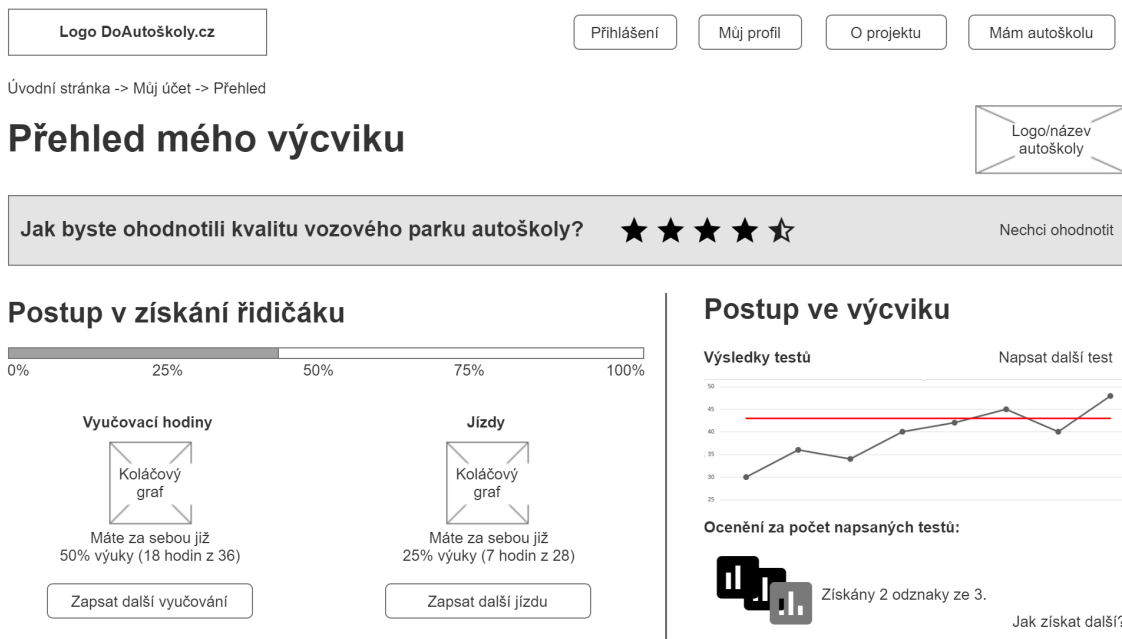 Logo DoAutoškoly.cz
Přihlášení
Můj profil
O projektu
Mám autoškolu
Úvodní stránka -> Můj účet -> Přehled
Přehled mého výcviku
Logo/název
autoškoly
Jak byste ohodnotili kvalitu vozového parku autoškoly?
Nechci ohodnotit
Postup v získání řidičáku
0% 25% 50% 75% 100%
Vyučovací hodiny
Koláčový
graf
Máte za sebou již
50% výuky (18 hodin z 36)
Zapsat další vyučování
Jízdy
Koláčový
graf
Máte za sebou již
25% výuky (7 hodin z 28)
Zapsat další jízdu
Postup ve výcviku
Výsledky testů
Napsat další test
50
45
40
35
30
25
Ocenění za počet napsaných testů:
Získány 2 odznaky ze 3.
Jak získat další?